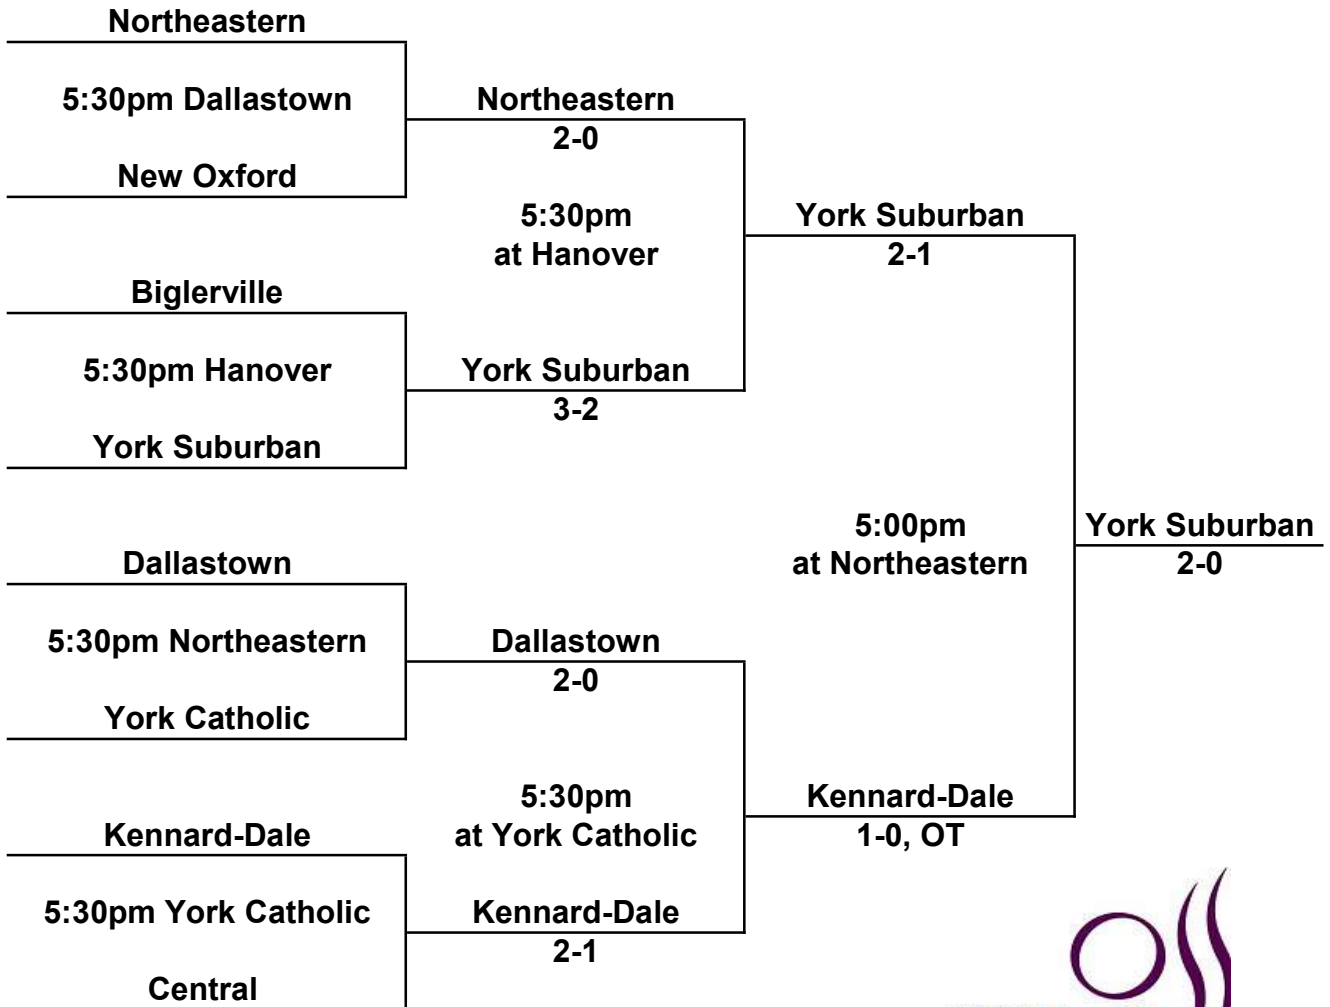 Northeastern
5:30pm Dallastown
New Oxford
Northeastern
2-0
5:30pm
at Hanover
Biglerville
5:30pm Hanover
York Suburban
York Suburban
3-2
York Suburban
2-1
Dallastown
5:30pm Northeastern
York Catholic
Dallastown
2-0
5:30pm
at York Catholic
Kennard-Dale
5:30pm York Catholic
Central
Kennard-Dale
2-1
Kennard-Dale
1-0, OT
5:00pm
at Northeastern
York Suburban
2-0